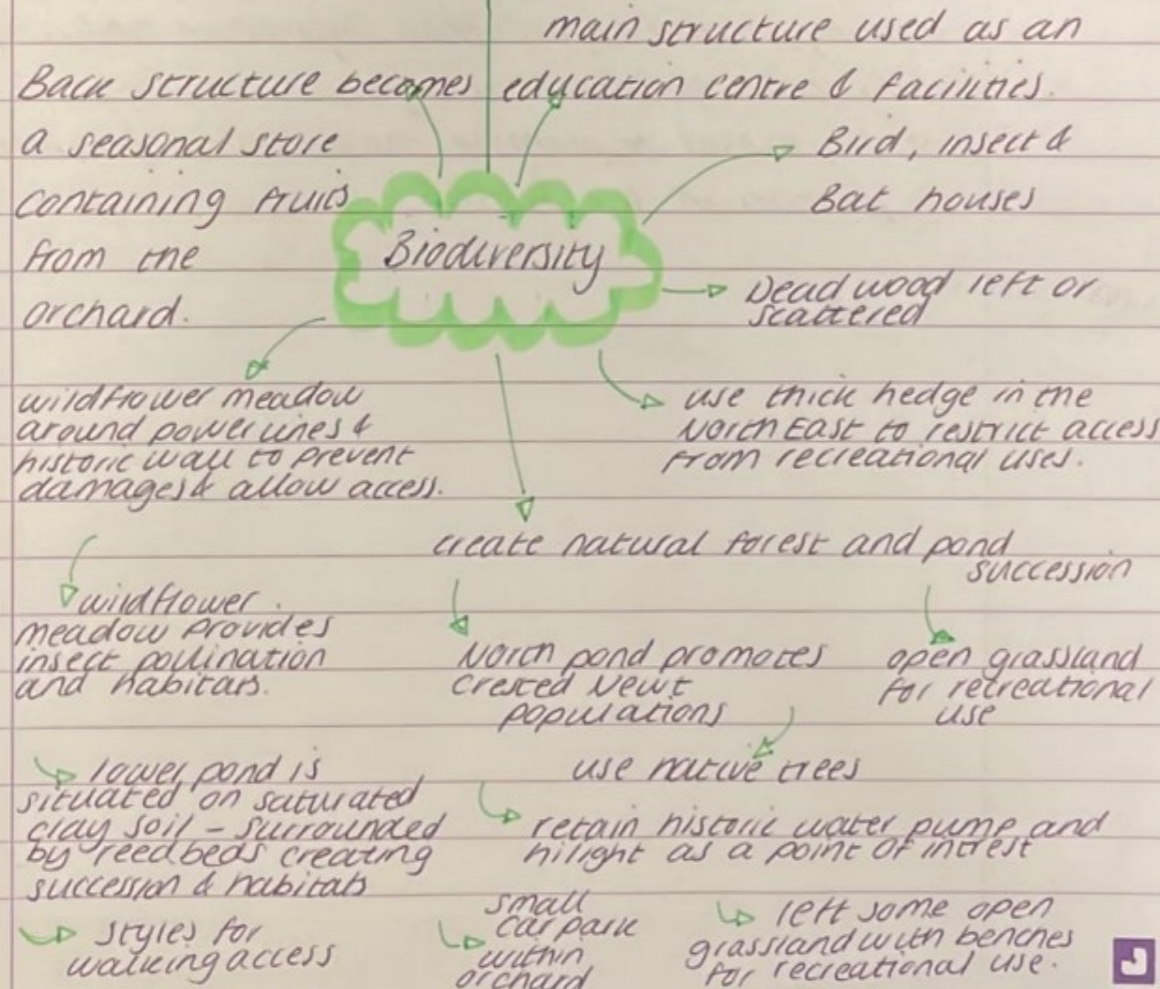 main structure used as an
education centre & facilities.
Back structure becomes
a seasonal store
containing fruits
from the
orchard.
Biodiversity
Bird, insect &
Bat houses
Dead wood left or
scattered
use thick hedge in the
North East to restrict access
from recreational uses.
wildflower meadow
around powerlines &
historic wall to prevent
damages & allow access.
create natural forest and pond
succession
wildflower
meadow provides
insect pollination
and habitats.
North pond promotes
Crested Newt
populations
open grassland
for retreational
use
use native trees
lower pond is
situated on saturated
clay soil - surrounded
by reedbeds creating
succession & habitats
retain historic water pump and
hilight as a point of intrest
styles for
walking access
small
car park
within
orchard
left some open
grassland with benches
for recreational use.